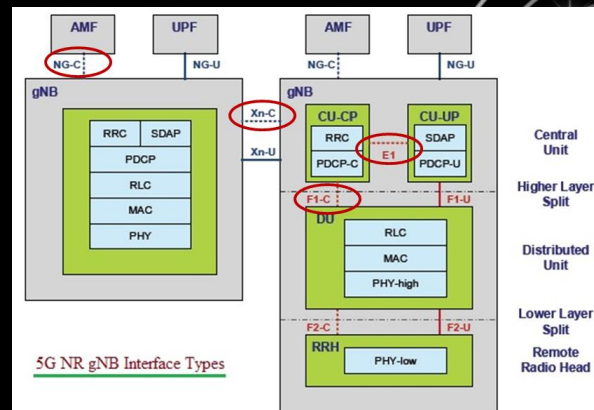 AMF
UPF
AMF
UPF
NG-C
NG-U
NG-C
NG-U
gNB
gNB
Xn-C
CU-CP
CU-UP
RRC
SDAP
RRC
SDAP
Central
Unit
E1
PDCP
Xn-U
PDCP-C
PDCP-U
RLC
Higher Layer
Split
F1-C
F1-U
MAC
DU
PHY
RLC
Distributed
Unit
MAC
PHY-high
Lower Layer
Split
F2-C
F2-U
RRH
Remote
Radio Head
5G NR gNB Interface Types
PHY-low